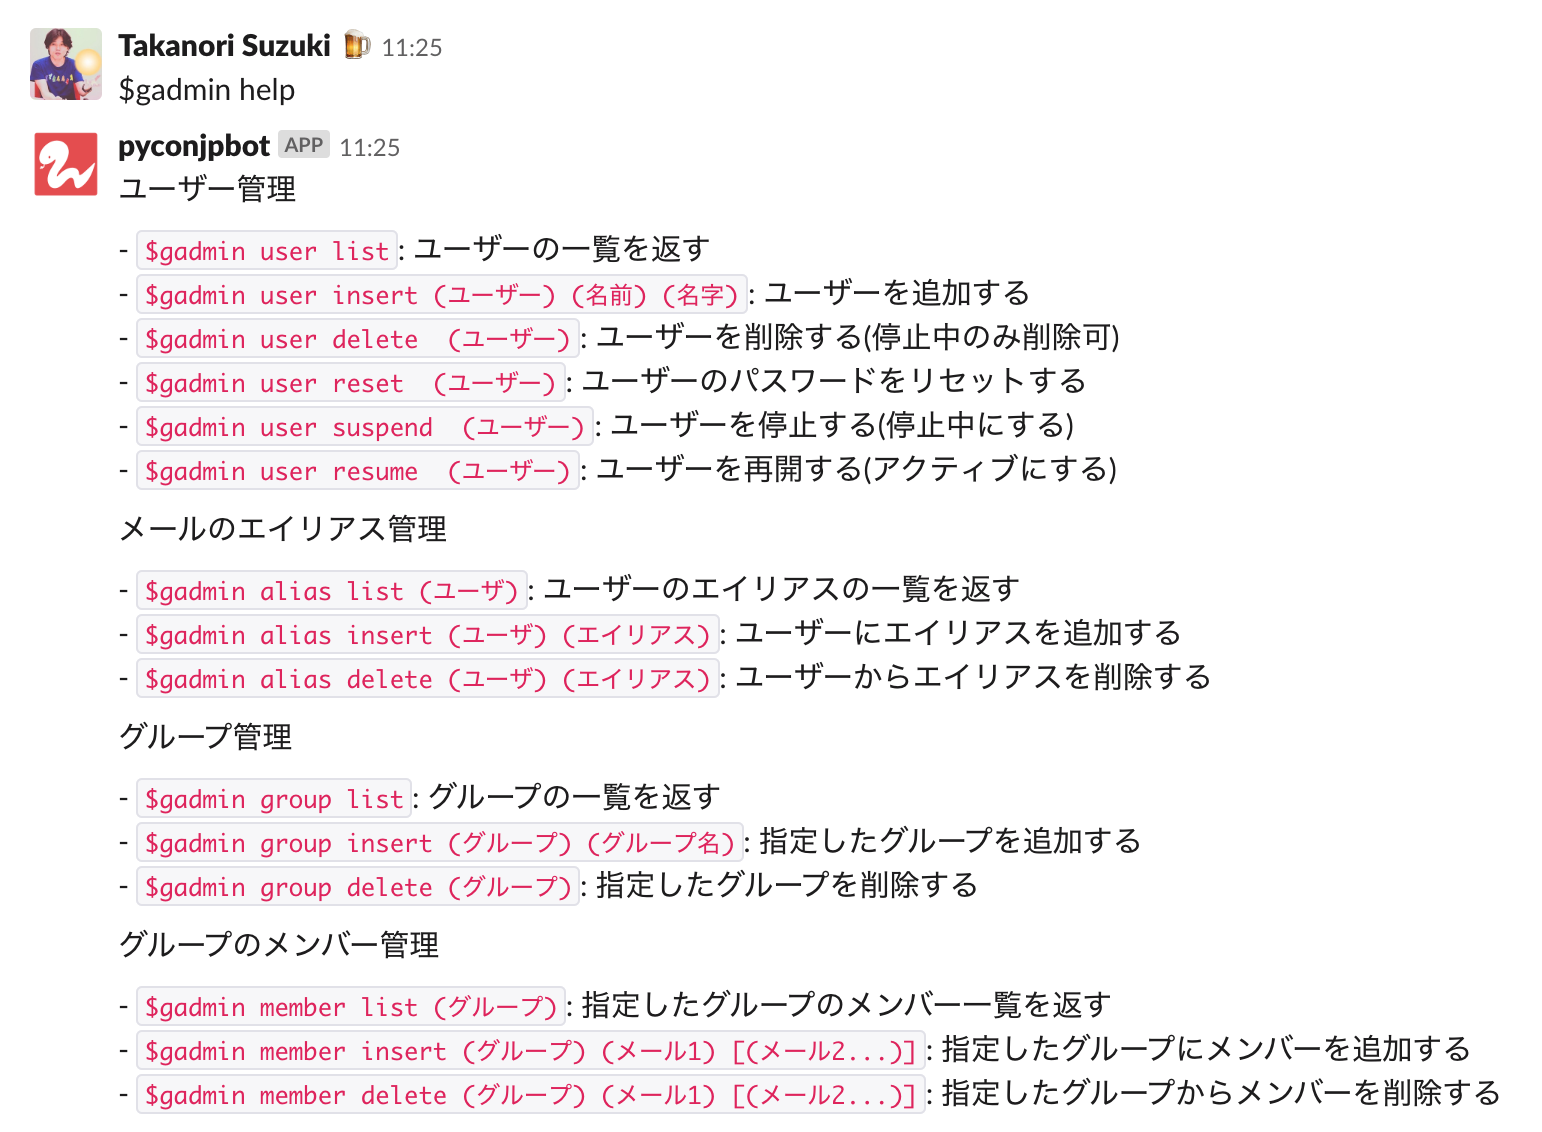 Takanori Suzuki 🍺 11:25
$gadmin help
pyconjpbot APP 11:25
ユーザー管理
- $gadmin user list: ユーザーの一覧を返す
- $gadmin user insert (ユーザー) (名前) (名字): ユーザーを追加する
- $gadmin user delete  (ユーザー): ユーザーを削除する(停止中のみ削除可)
- $gadmin user reset  (ユーザー): ユーザーのパスワードをリセットする
- $gadmin user suspend  (ユーザー): ユーザーを停止する(停止中にする)
- $gadmin user resume  (ユーザー): ユーザーを再開する(アクティブにする)
メールのエイリアス管理
- $gadmin alias list (ユーザ): ユーザーのエイリアスの一覧を返す
- $gadmin alias insert (ユーザ) (エイリアス): ユーザーにエイリアスを追加する
- $gadmin alias delete (ユーザ) (エイリアス): ユーザーからエイリアスを削除する
グループ管理
- $gadmin group list: グループの一覧を返す
- $gadmin group insert (グループ) (グループ名): 指定したグループを追加する
- $gadmin group delete (グループ): 指定したグループを削除する
グループのメンバー管理
- $gadmin member list (グループ): 指定したグループのメンバー一覧を返す
- $gadmin member insert (グループ) (メール1) [(メール2...)]: 指定したグループにメンバーを追加する
- $gadmin member delete (グループ) (メール1) [(メール2...)]: 指定したグループからメンバーを削除する